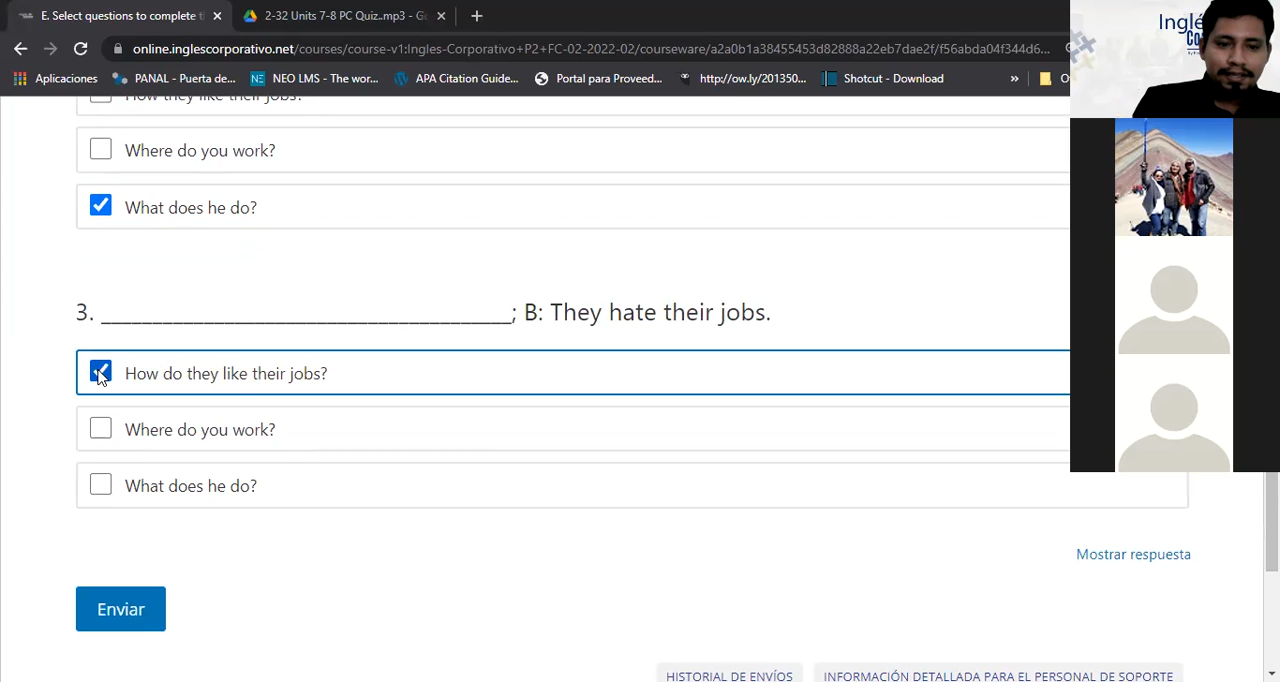 E. Select questions to complete t
2-32 Units 7-8 PC Quiz..mp3 - Go
online.inglescorporativo.net/courses/course-v1:Ingles-Corporativo+P2+FC-02-2022-02/courseware/a2a0b1a38455453d82888a22eb7dae2f/f56abda04f344d6...
Aplicaciones
PANAL - Puerta de...
NEO LMS - The wor...
APA Citation Guide...
Portal para Proveed...
http://ow.ly/201350...
Shotcut - Download
»
How they like their jobs?
Where do you work?
What does he do?
3. ________________________________; B: They hate their jobs.
How do they like their jobs?
Where do you work?
What does he do?
Mostrar respuesta
Enviar
HISTORIAL DE ENVÍOS
INFORMACIÓN DETALLADA PARA EL PERSONAL DE SOPORTE